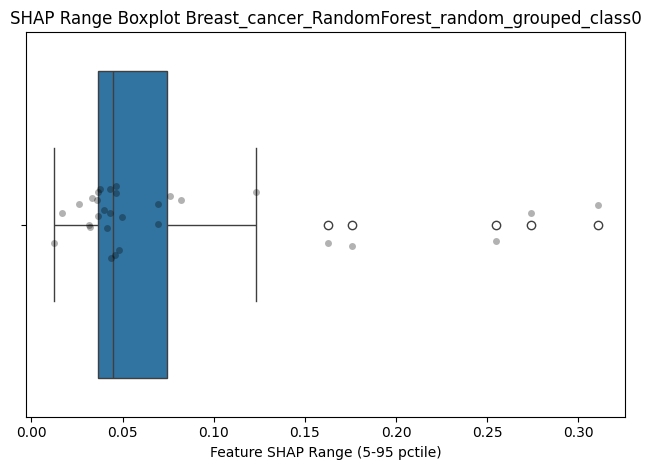 SHAP Range Boxplot Breast_cancer_RandomForest_random_grouped_class0
0.00 0.05 0.10 0.15 0.20 0.25 0.30
Feature SHAP Range (5-95 pctile)